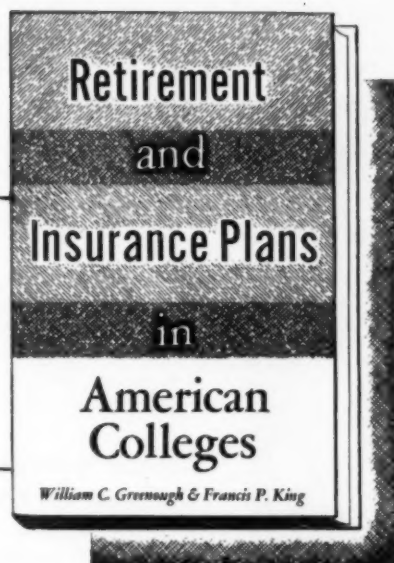 Retirement
and
Insurance Plans
in
American
Colleges
William C. Greenough & Francis P. King